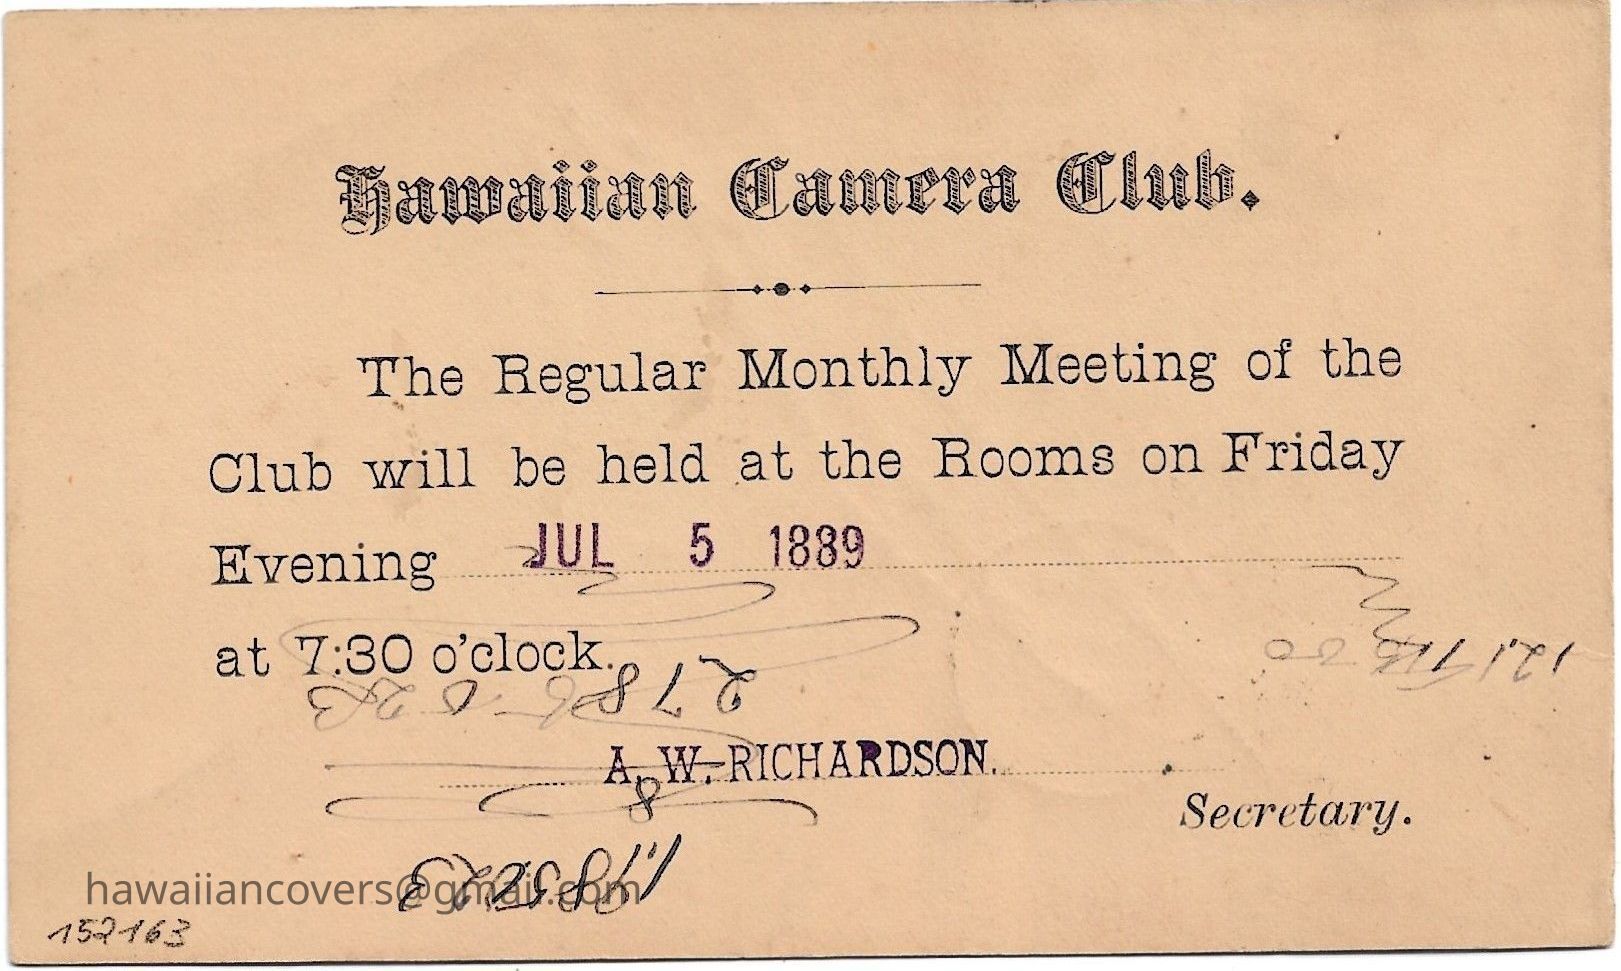 Hawaiian Camera Club.
The Regular Monthly Meeting of the
Club will be held at the Rooms on Friday
Evening JUL 5 1889
at 7:30 o'clock.
A. W. RICHARDSON.
Secretary.
hawaiiancovers@gmail.com
152163